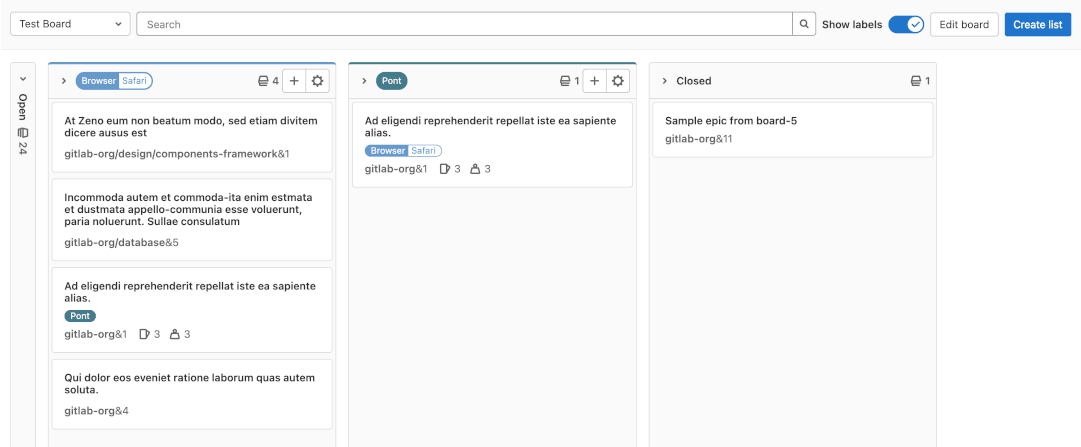 Test Board
Search
Show labels
Edit board
Create list
Open
24
Browser Safari
4
At Zeno eum non beatum modo, sed etiam divitem
dicere ausus est
gitlab-org/design/components-framework&1
Incommoda autem et commoda-ita enim estmata
et dustmata appello-communia esse voluerunt,
paria noluerunt. Sullae consulatum
gitlab-org/database&5
Ad eligendi reprehenderit repellat iste ea sapiente
alias.
Pont
gitlab-org&1 3 3
Qui dolor eos eveniet ratione laborum quas autem
soluta.
gitlab-org&4
Pont
1
Ad eligendi reprehenderit repellat iste ea sapiente
alias.
Browser Safari
gitlab-org&1 3 3
Closed
1
Sample epic from board-5
gitlab-org&11